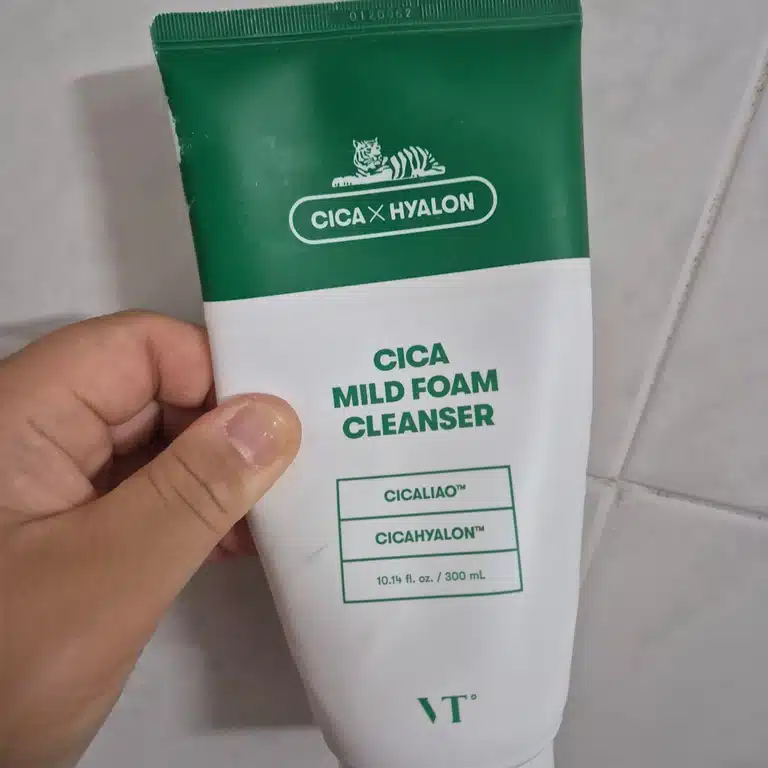 CICA X HYALON
CICA
MILD FOAM
CLEANSER
CICALIAO™
CICAHYALON™
10.14 fl. oz. / 300 mL
VT°